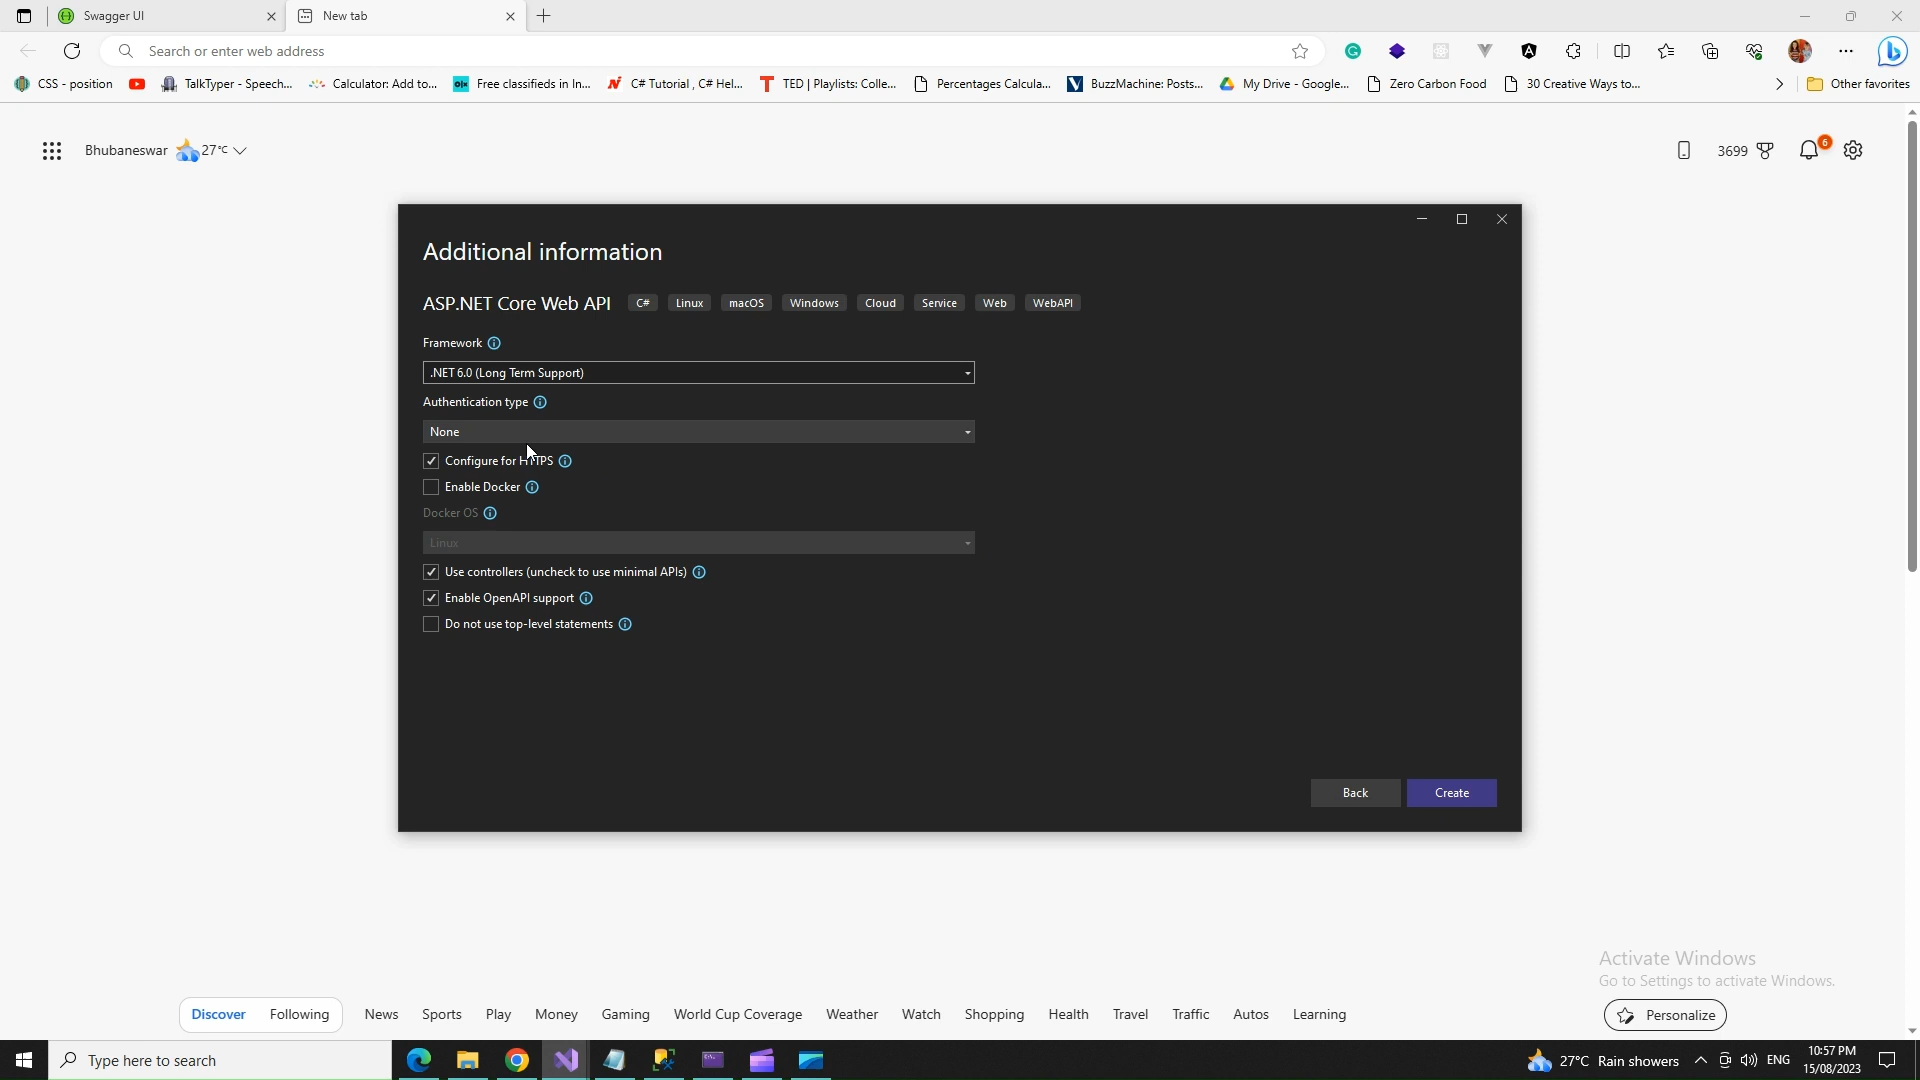 Swagger UI
New tab
Search or enter web address
CSS - position
TalkTyper - Speech...
Calculator: Add to...
olx
Free classifieds in In...
C# Tutorial , C# Hel...
TED | Playlists: Colle...
Percentages Calcula...
BuzzMachine: Posts...
My Drive - Google...
Zero Carbon Food
30 Creative Ways to...
Other favorites
Bhubaneswar 27°C
3699
6
Additional information
ASP.NET Core Web API C# Linux macOS Windows Cloud Service Web WebAPI
Framework
.NET 6.0 (Long Term Support)
Authentication type
None
Configure for HTTPS
Enable Docker
Docker OS
Linux
Use controllers (uncheck to use minimal APIs)
Enable OpenAPI support
Do not use top-level statements
Back Create
Activate Windows
Go to Settings to activate Windows.
Discover Following News Sports Play Money Gaming World Cup Coverage Weather Watch Shopping Health Travel Traffic Autos Learning
Personalize
Type here to search
27°C Rain showers
ENG
10:57 PM
15/08/2023